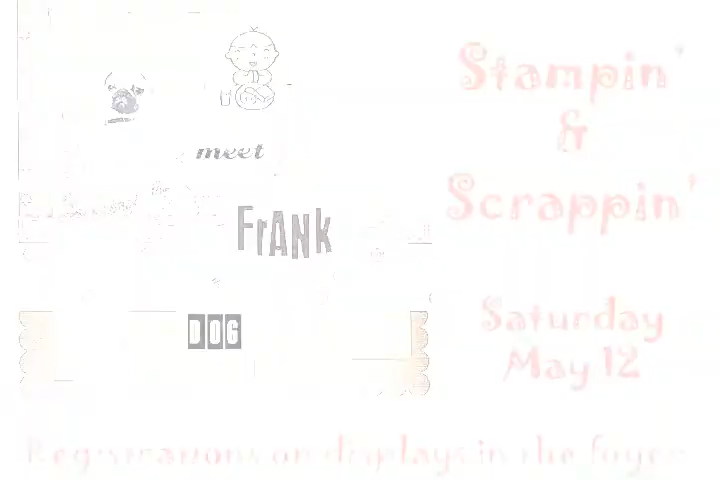 meet
FrANK
DOG
Stampin'
&
Scrappin'
Saturday
May 12
Registrations on displays in the foyer